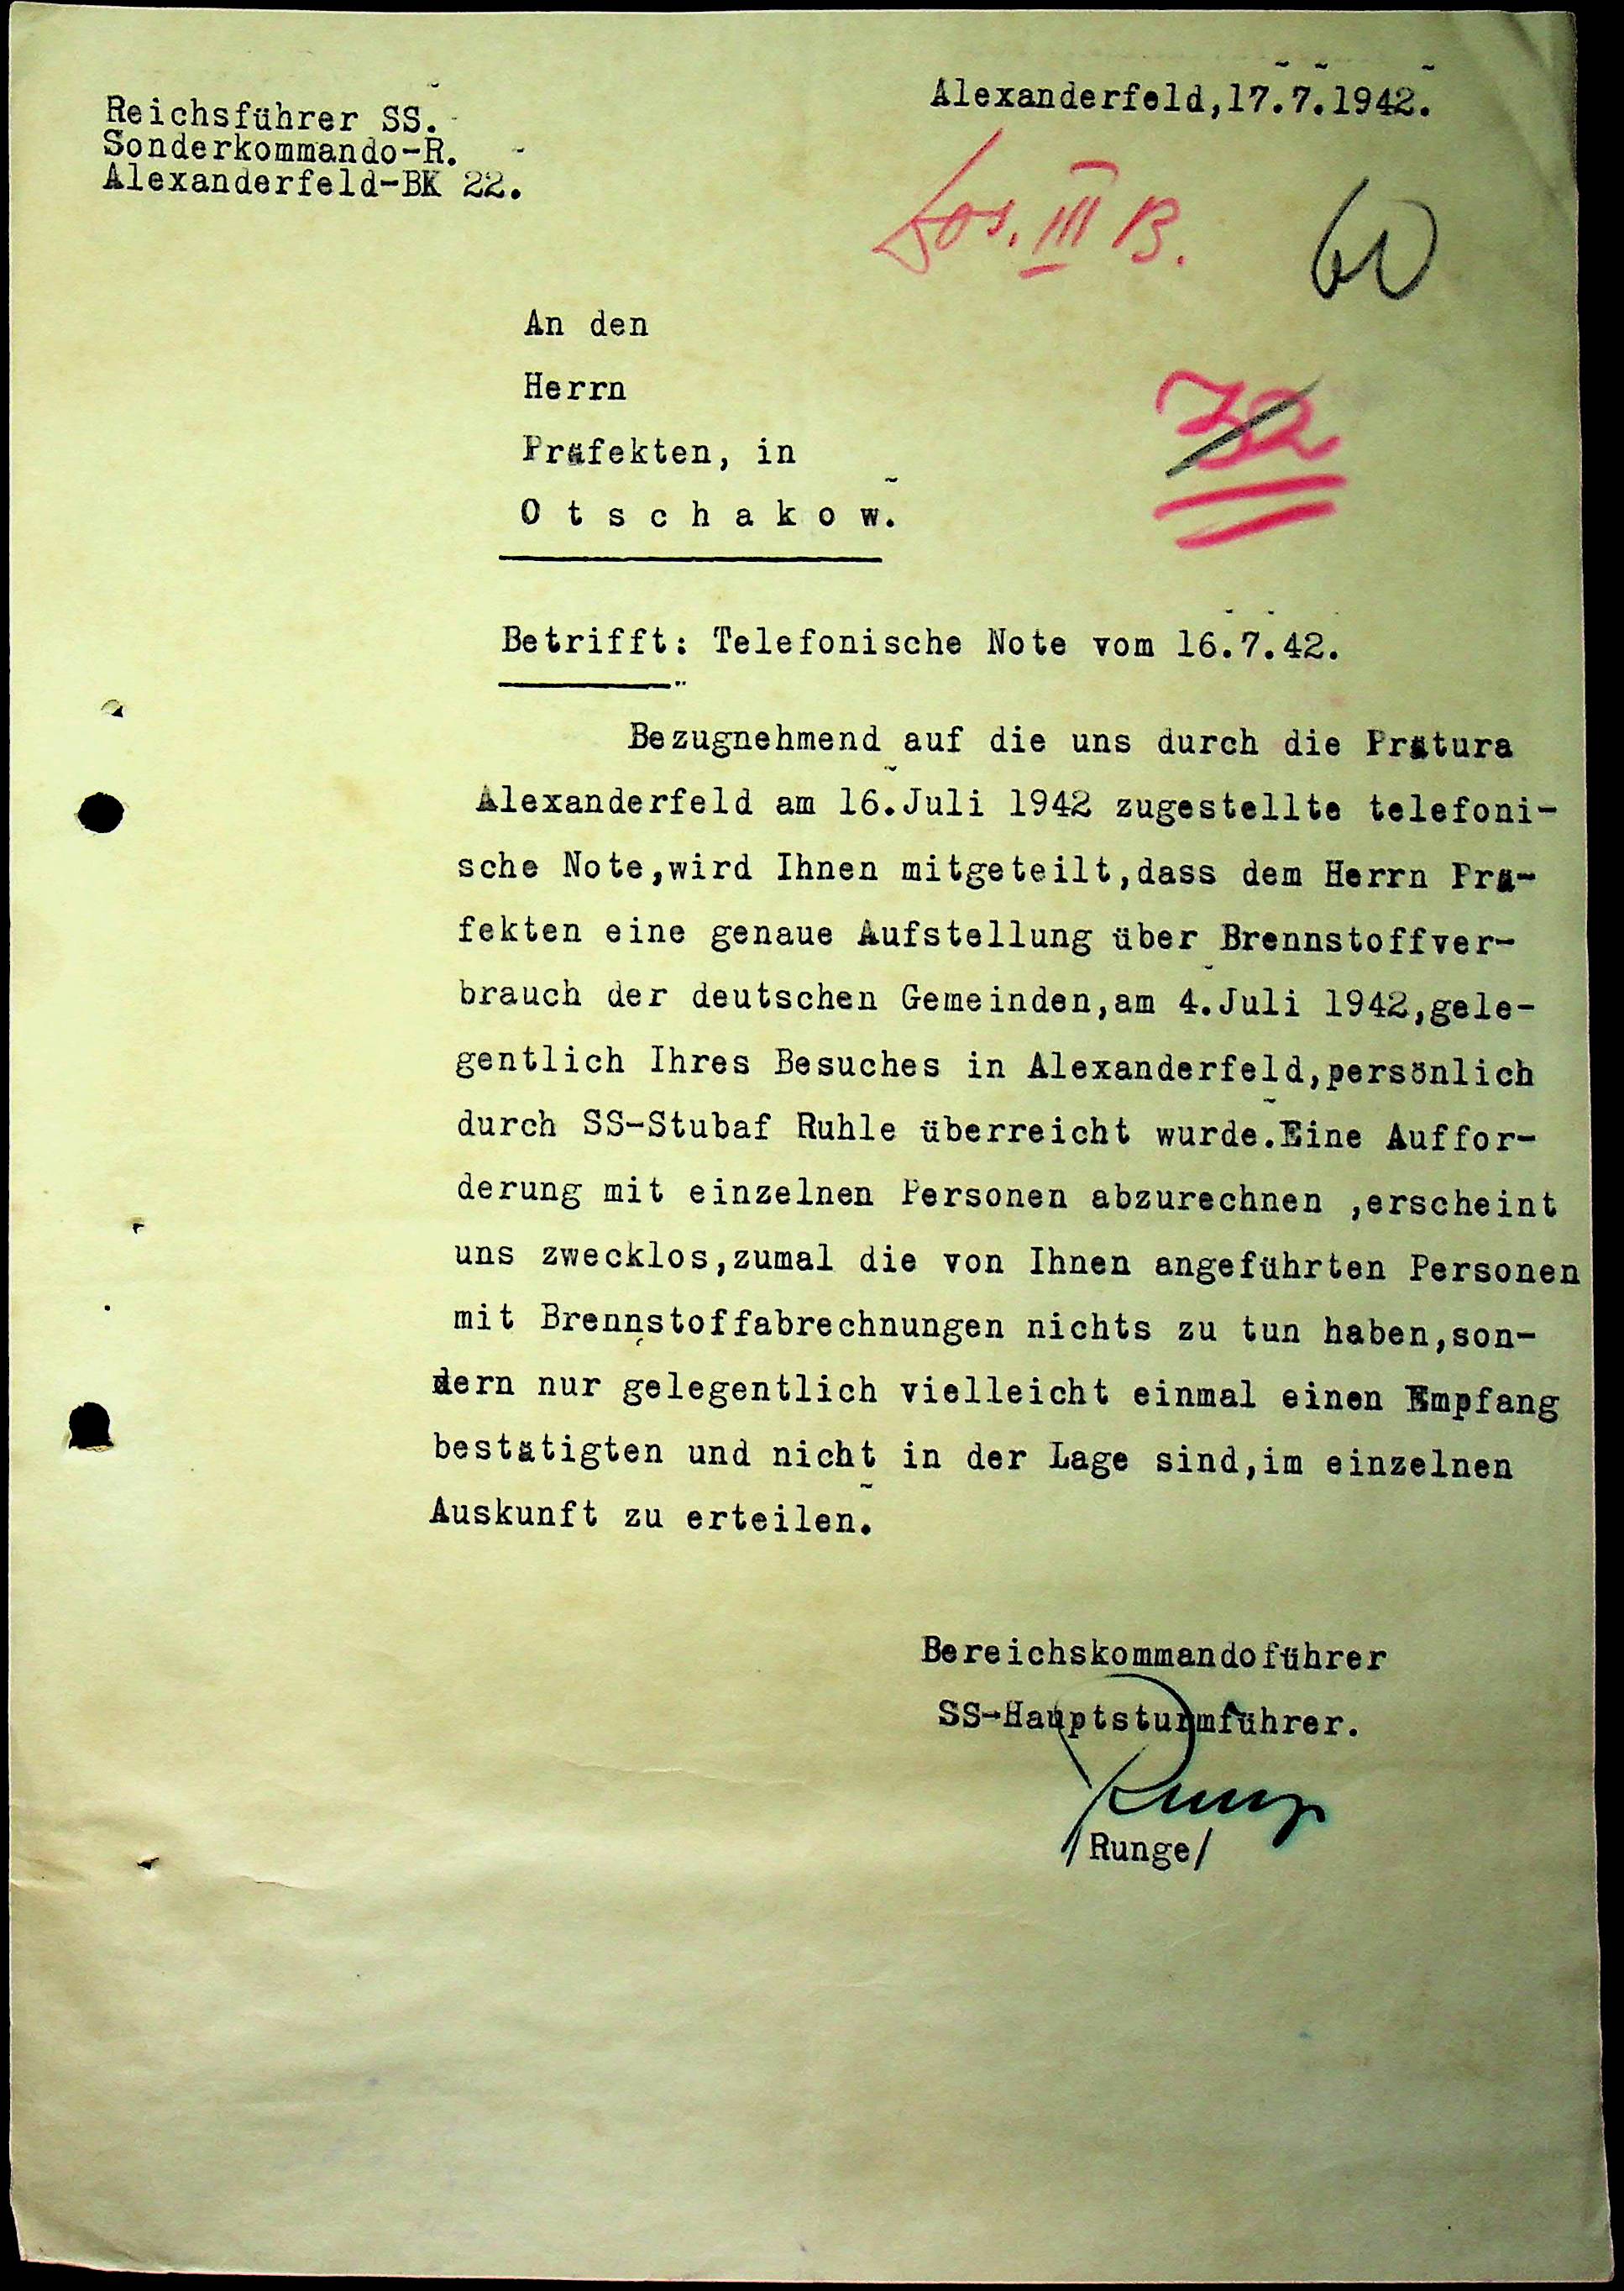 Alexanderfeld,17.7.1942.
Reichsführer SS.
Sonderkommando-R.
Alexanderfeld-BK 22.
Dos. III B.
60
An den
Herrn
Präfekten, in
O t s c h a k o w.
32
Betrifft: Telefonische Note vom 16.7.42.
Bezugnehmend auf die uns durch die Prätura
Alexanderfeld am 16.Juli 1942 zugestellte telefoni-
sche Note,wird Ihnen mitgeteilt,dass dem Herrn Prä-
fekten eine genaue Aufstellung über Brennstoffver-
brauch der deutschen Gemeinden,am 4.Juli 1942,gele-
gentlich Ihres Besuches in Alexanderfeld,persönlich
durch SS-Stubaf Ruhle überreicht wurde.Eine Auffor-
derung mit einzelnen Personen abzurechnen ,erscheint
uns zwecklos,zumal die von Ihnen angeführten Personen
mit Brennstoffabrechnungen nichts zu tun haben,son-
dern nur gelegentlich vielleicht einmal einen Empfang
bestätigten und nicht in der Lage sind,im einzelnen
Auskunft zu erteilen.
Bereichskommandoführer
SS-Hauptsturmführer.
Runge
/Runge/